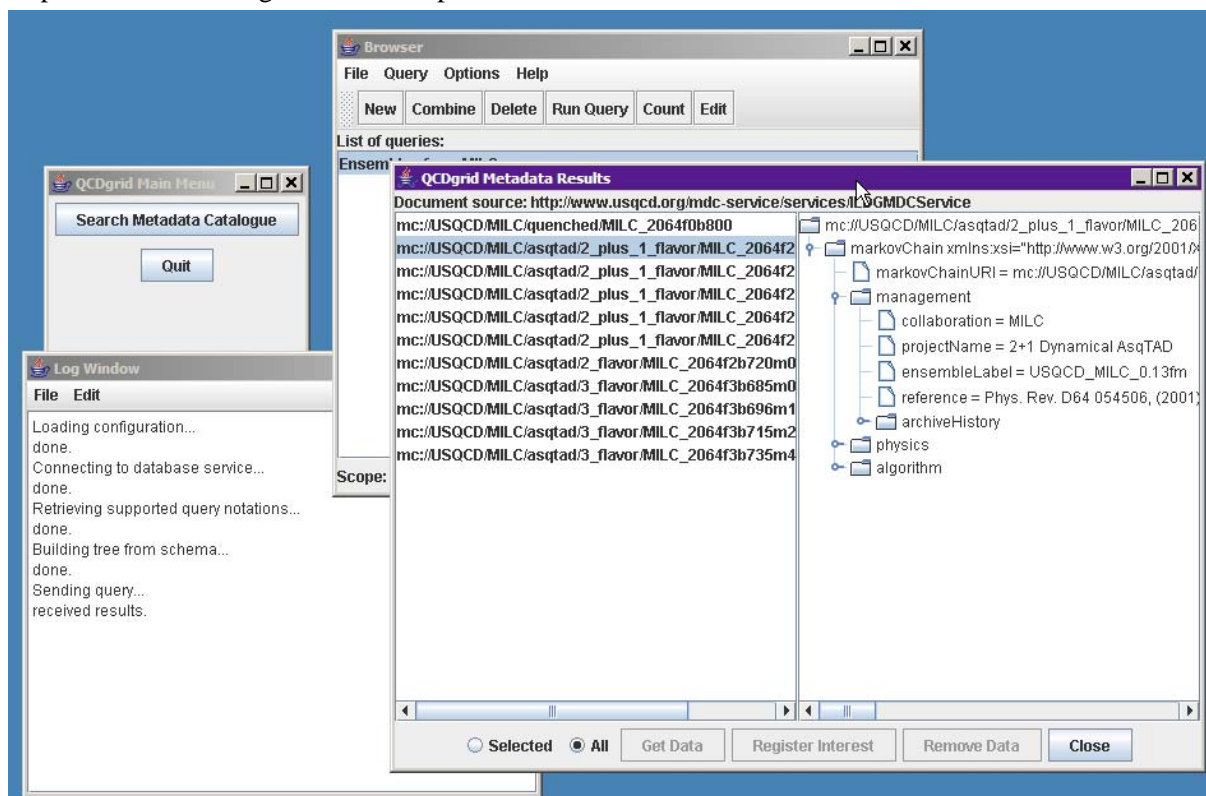 Browser
File Query Options Help
New Combine Delete Run Query Count Edit
List of queries:
QCDgrid Main Menu
Search Metadata Catalogue
Quit
QCDgrid Metadata Results
Document source: http://www.usqcd.org/mdc-service/services/ILDGMDCService
mc://USQCD/MILC/quenched/MILC_2064f0b800
mc://USQCD/MILC/asqtad/2_plus_1_flavor/MILC_2064f2
mc://USQCD/MILC/asqtad/2_plus_1_flavor/MILC_2064f2
mc://USQCD/MILC/asqtad/2_plus_1_flavor/MILC_2064f2
mc://USQCD/MILC/asqtad/2_plus_1_flavor/MILC_2064f2
mc://USQCD/MILC/asqtad/2_plus_1_flavor/MILC_2064f2
mc://USQCD/MILC/asqtad/2_flavor/MILC_2064f2b720m0
mc://USQCD/MILC/asqtad/3_flavor/MILC_2064f3b685m0
mc://USQCD/MILC/asqtad/3_flavor/MILC_2064f3b696m1
mc://USQCD/MILC/asqtad/3_flavor/MILC_2064f3b715m2
mc://USQCD/MILC/asqtad/3_flavor/MILC_2064f3b735m4
mc://USQCD/MILC/asqtad/2_plus_1_flavor/MILC_206
markovChain xmlns:xsi="http://www.w3.org/2001/X
markovChainURI = mc://USQCD/MILC/asqtad/
management
collaboration = MILC
projectName = 2+1 Dynamical AsqTAD
ensembleLabel = USQCD_MILC_0.13fm
reference = Phys. Rev. D64 054506, (2001)
archiveHistory
physics
algorithm
Selected All Get Data Register Interest Remove Data Close
Scope:
Log Window
File Edit
Loading configuration...
done.
Connecting to database service...
done.
Retrieving supported query notations...
done.
Building tree from schema...
done.
Sending query...
received results.